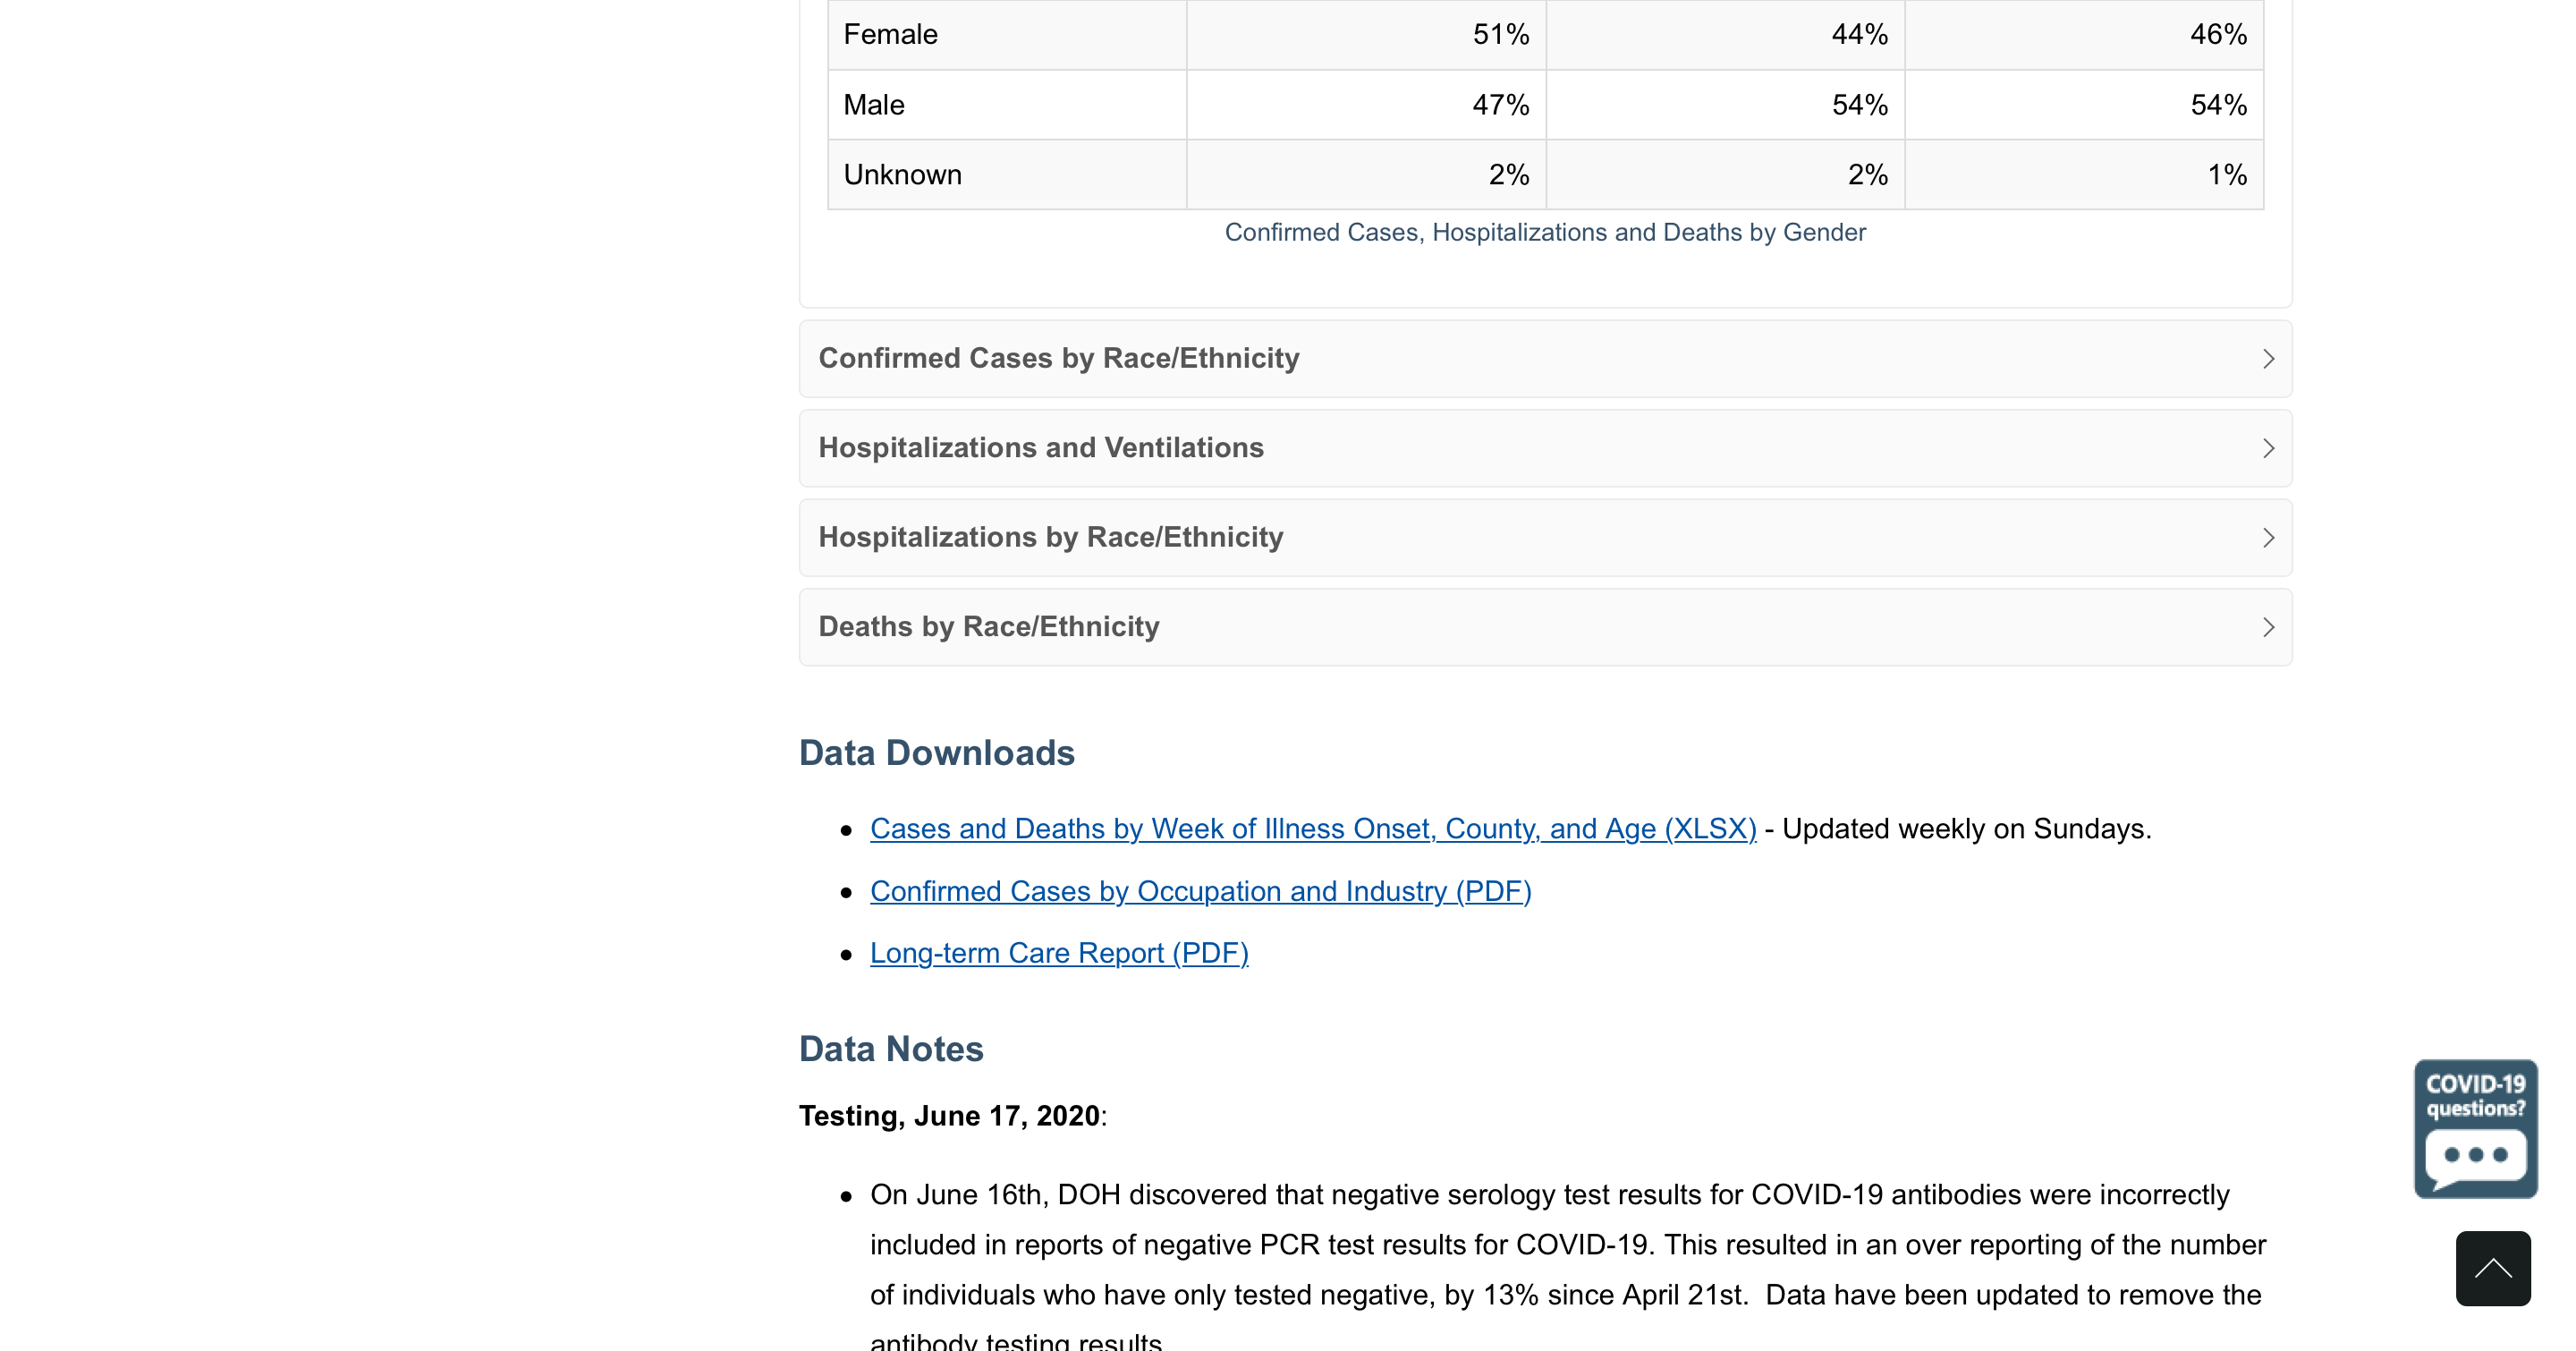 Female 51% 44% 46%
Male 47% 54% 54%
Unknown 2% 2% 1%
Confirmed Cases, Hospitalizations and Deaths by Gender
Confirmed Cases by Race/Ethnicity
Hospitalizations and Ventilations
Hospitalizations by Race/Ethnicity
Deaths by Race/Ethnicity
Data Downloads
• Cases and Deaths by Week of Illness Onset, County, and Age (XLSX) - Updated weekly on Sundays.
• Confirmed Cases by Occupation and Industry (PDF)
• Long-term Care Report (PDF)
Data Notes
Testing, June 17, 2020:
• On June 16th, DOH discovered that negative serology test results for COVID-19 antibodies were incorrectly
included in reports of negative PCR test results for COVID-19. This resulted in an over reporting of the number
of individuals who have only tested negative, by 13% since April 21st.  Data have been updated to remove the
antibody testing results
COVID-19
questions?